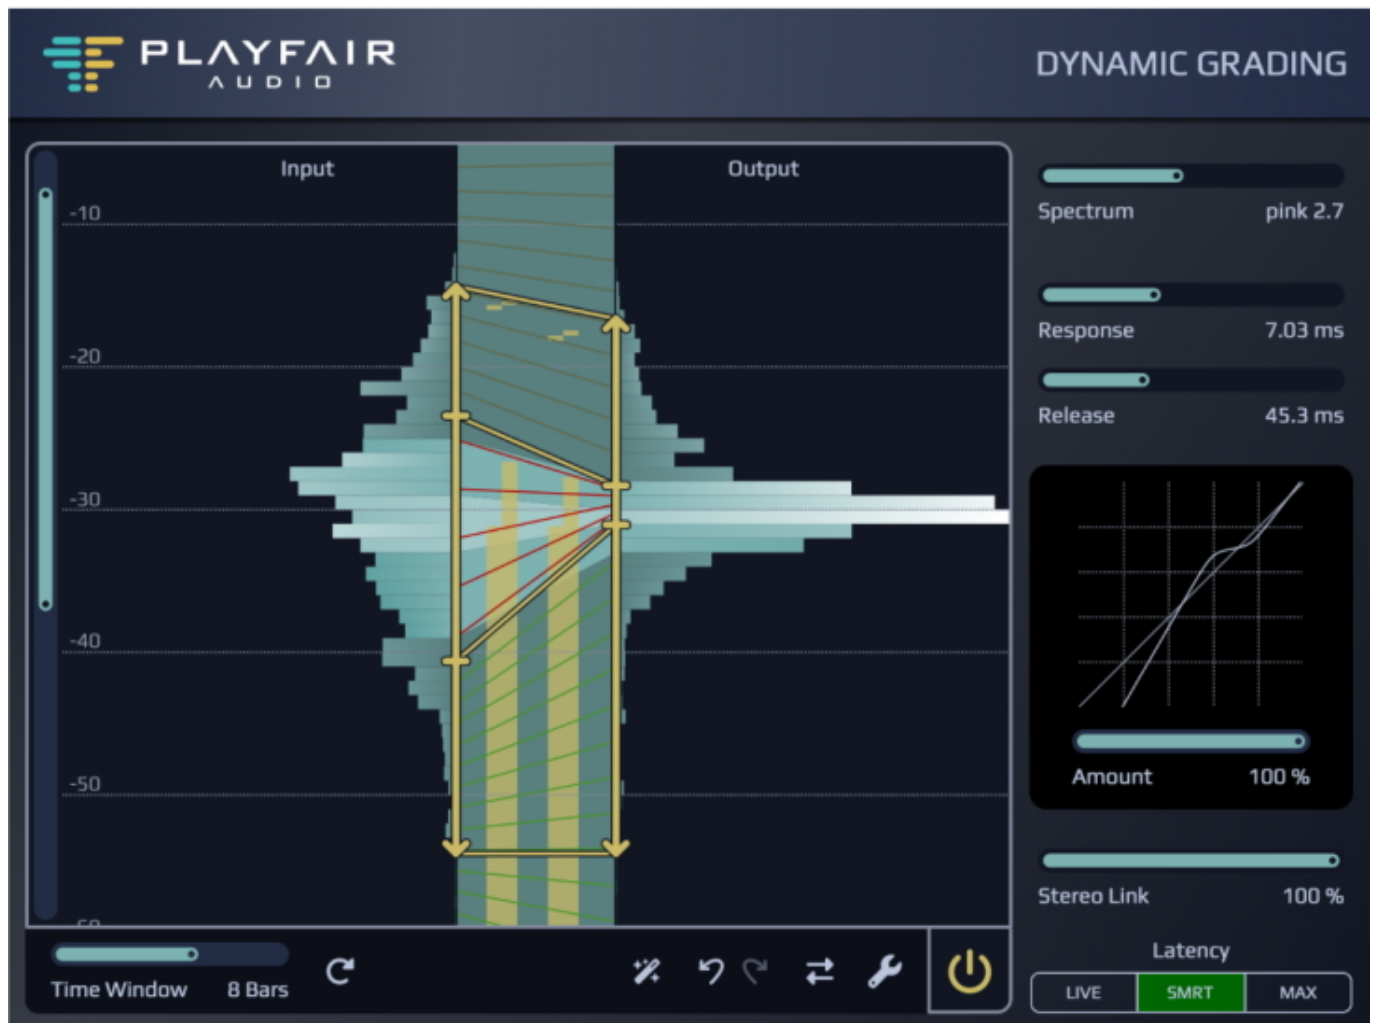 PLAYFAIR
AUDIO
DYNAMIC GRADING
Input
Output
-10
-20
-30
-40
-50
Spectrum
pink 2.7
Response
7.03 ms
Release
45.3 ms
Amount
100 %
Stereo Link
100 %
Time Window
8 Bars
Latency
LIVE
SMRT
MAX